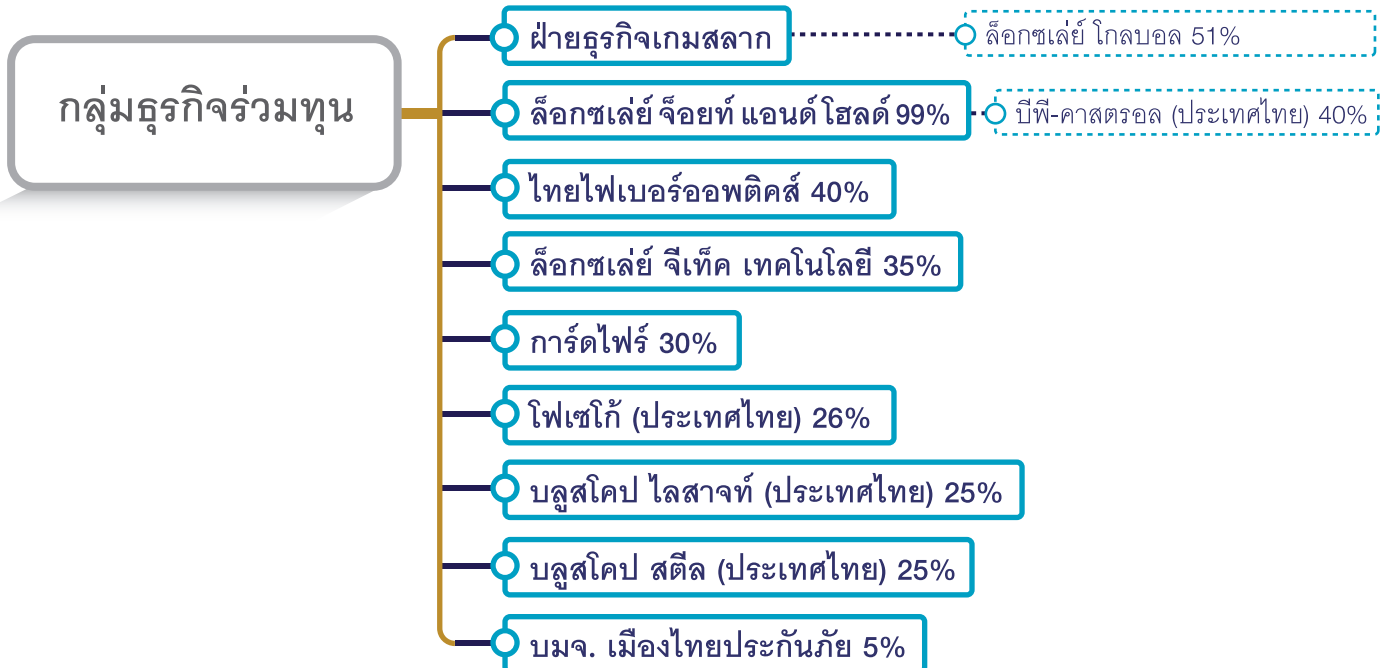 กลุ่มธุรกิจร่วมทุน
ฝ่ายธุรกิจเกมสลาก
ล็อกซเล่ย์ โกลบอล 51%
ล็อกซเล่ย์ จ็อยท์ แอนด์ โฮลด์ 99%
บีพี-คาสตรอล (ประเทศไทย) 40%
ไทยไฟเบอร์ออพติคส์ 40%
ล็อกซเล่ย์ จีเท็ค เทคโนโลยี 35%
การ์ดไฟร์ 30%
โฟเซโก้ (ประเทศไทย) 26%
บลูสโคป ไลสาจท์ (ประเทศไทย) 25%
บลูสโคป สตีล (ประเทศไทย) 25%
บมจ. เมืองไทยประกันภัย 5%